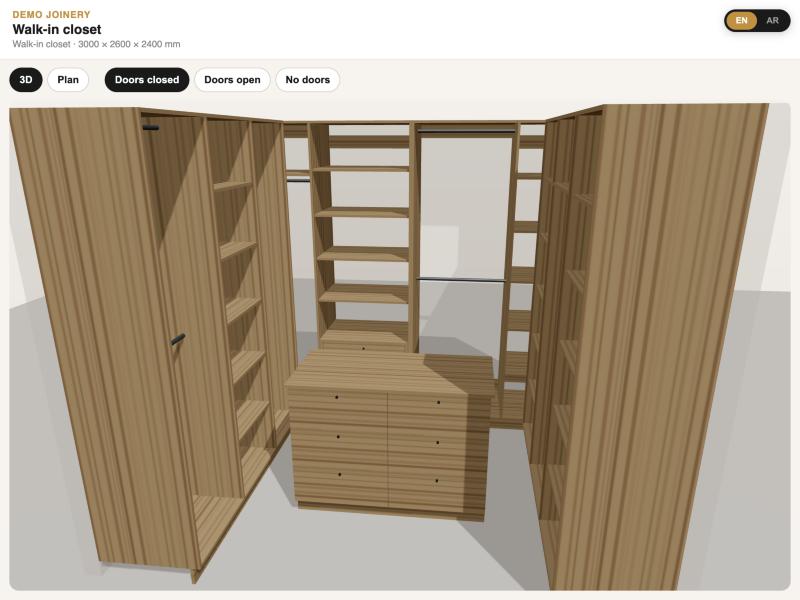 DEMO JOINERY
Walk-in closet
Walk-in closet · 3000 × 2600 × 2400 mm
EN AR
3D Plan Doors closed Doors open No doors